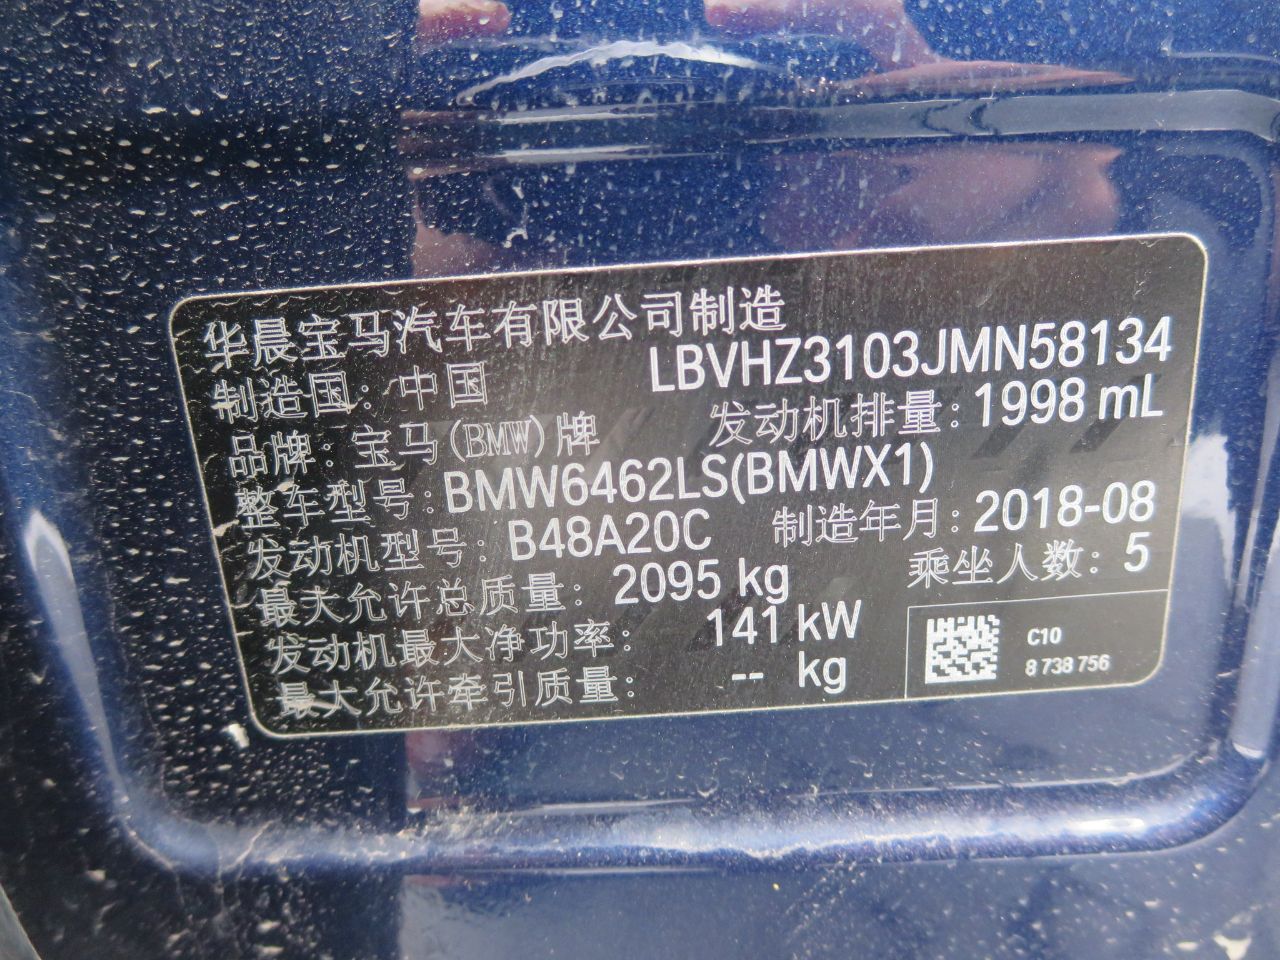 华晨宝马汽车有限公司制造
制造国：中国 LBVHZ3103JMN58134
品牌：宝马(BMW)牌 发动机排量：1998 mL
整车型号：BMW6462LS(BMWX1)
发动机型号：B48A20C 制造年月：2018-08
最大允许总质量：2095 kg 乘坐人数：5
发动机最大净功率：141 kW
最大允许牵引质量：-- kg
C10
8 738 756